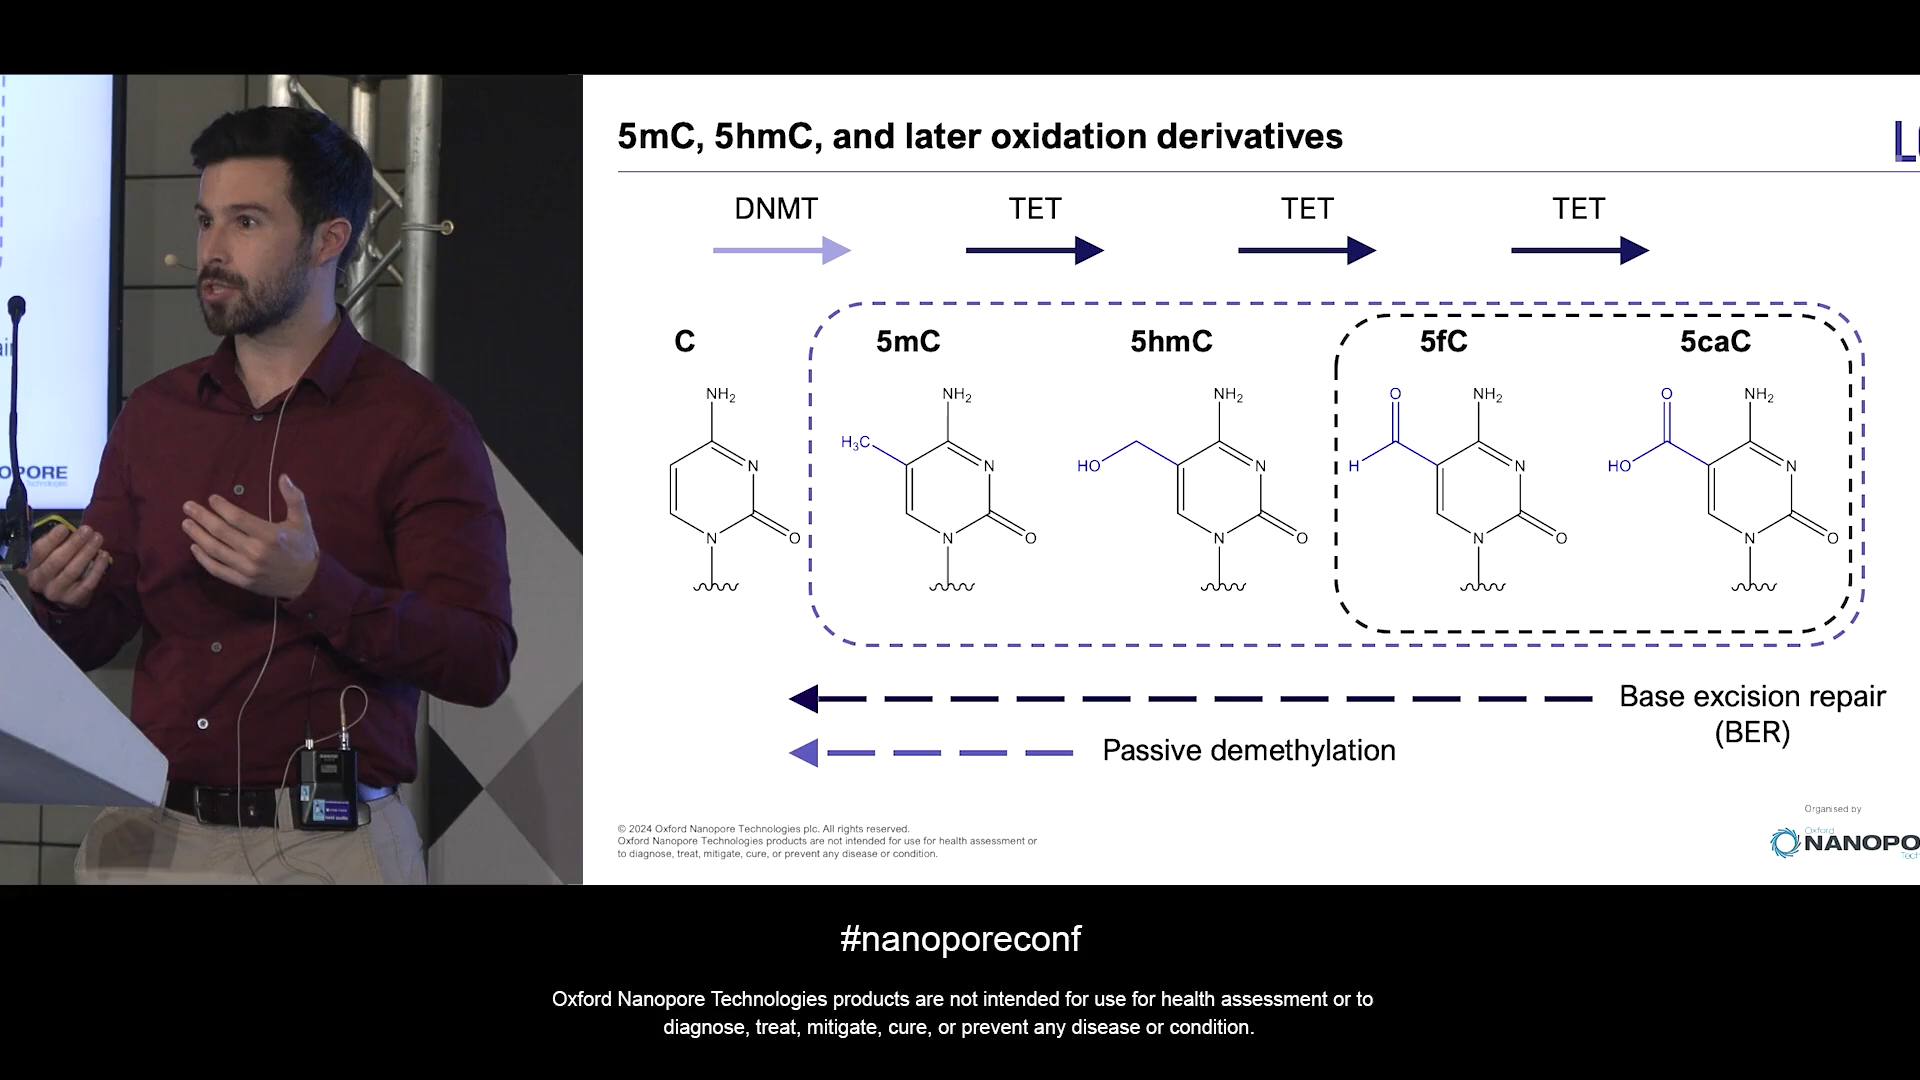 5mC, 5hmC, and later oxidation derivatives
DNMT
TET
TET
TET
C
5mC
5hmC
5fC
5caC
NH2
N
N
O
H3C
NH2
N
N
O
HO
NH2
N
N
O
O
H
NH2
N
N
O
O
HO
NH2
N
N
O
Base excision repair
(BER)
Passive demethylation
© 2024 Oxford Nanopore Technologies plc. All rights reserved.
Oxford Nanopore Technologies products are not intended for use for health assessment or
to diagnose, treat, mitigate, cure, or prevent any disease or condition.
Organised by
Oxford
NANOPO
OPORE
Technologies
#nanoporeconf
Oxford Nanopore Technologies products are not intended for use for health assessment or to
diagnose, treat, mitigate, cure, or prevent any disease or condition.